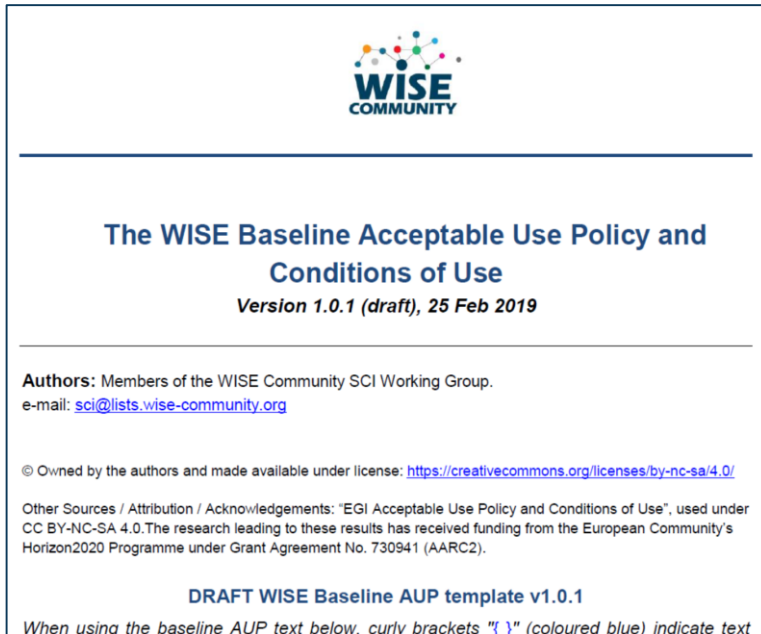 WISE
COMMUNITY
The WISE Baseline Acceptable Use Policy and
Conditions of Use
Version 1.0.1 (draft), 25 Feb 2019
Authors: Members of the WISE Community SCI Working Group.
e-mail: sci@lists.wise-community.org
© Owned by the authors and made available under license: https://creativecommons.org/licenses/by-nc-sa/4.0/
Other Sources / Attribution / Acknowledgements: “EGI Acceptable Use Policy and Conditions of Use”, used under
CC BY-NC-SA 4.0.The research leading to these results has received funding from the European Community’s
Horizon2020 Programme under Grant Agreement No. 730941 (AARC2).
DRAFT WISE Baseline AUP template v1.0.1
When using the baseline AUP text below, curly brackets "{ }" (coloured blue) indicate text